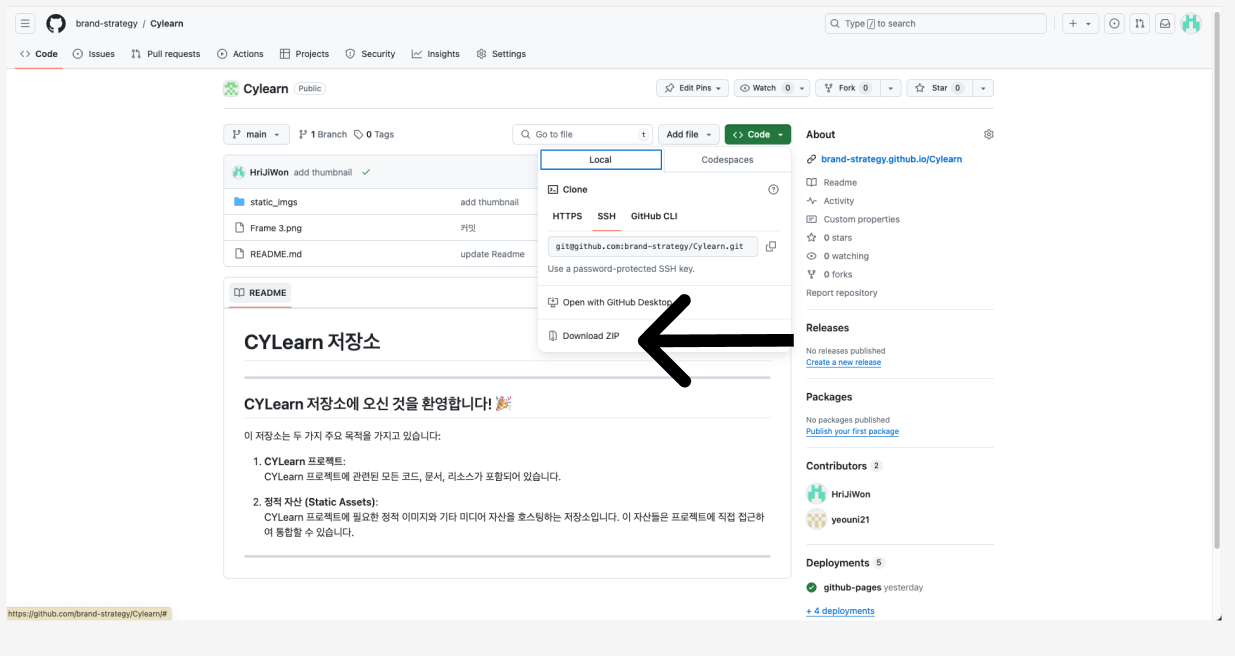 brand-strategy / Cylearn
Type / to search
Code Issues Pull requests Actions Projects Security Insights Settings
Cylearn Public
Edit Pins Watch 0 Fork 0 Star 0
main 1 Branch 0 Tags
Go to file t Add file <> Code
HriJiWon add thumbnail
static_imgs add thumbnail
Frame 3.png 커밋
README.md update Readme
Local Codespaces
Clone
HTTPS SSH GitHub CLI
git@github.com:brand-strategy/Cylearn.git
Use a password-protected SSH key.
Open with GitHub Desktop
Download ZIP
README
CYLearn 저장소
CYLearn 저장소에 오신 것을 환영합니다! 🎉
이 저장소는 두 가지 주요 목적을 가지고 있습니다:
1. CYLearn 프로젝트:
CYLearn 프로젝트에 관련된 모든 코드, 문서, 리소스가 포함되어 있습니다.
2. 정적 자산 (Static Assets):
CYLearn 프로젝트에 필요한 정적 이미지와 기타 미디어 자산을 호스팅하는 저장소입니다. 이 자산들은 프로젝트에 직접 접근하
여 통합할 수 있습니다.
About
brand-strategy.github.io/Cylearn
Readme
Activity
Custom properties
0 stars
0 watching
0 forks
Report repository
Releases
No releases published
Create a new release
Packages
No packages published
Publish your first package
Contributors 2
HriJiWon
yeouni21
Deployments 5
github-pages yesterday
+ 4 deployments
https://github.com/brand-strategy/Cylearn/#